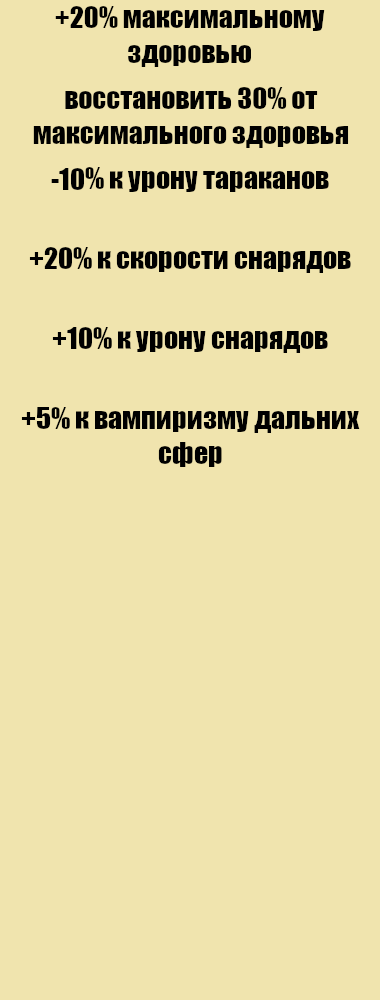 +20% максимальному
здоровью
восстановить 30% от
максимального здоровья
-10% к урону тараканов
+20% к скорости снарядов
+10% к урону снарядов
+5% к вампиризму дальних
сфер